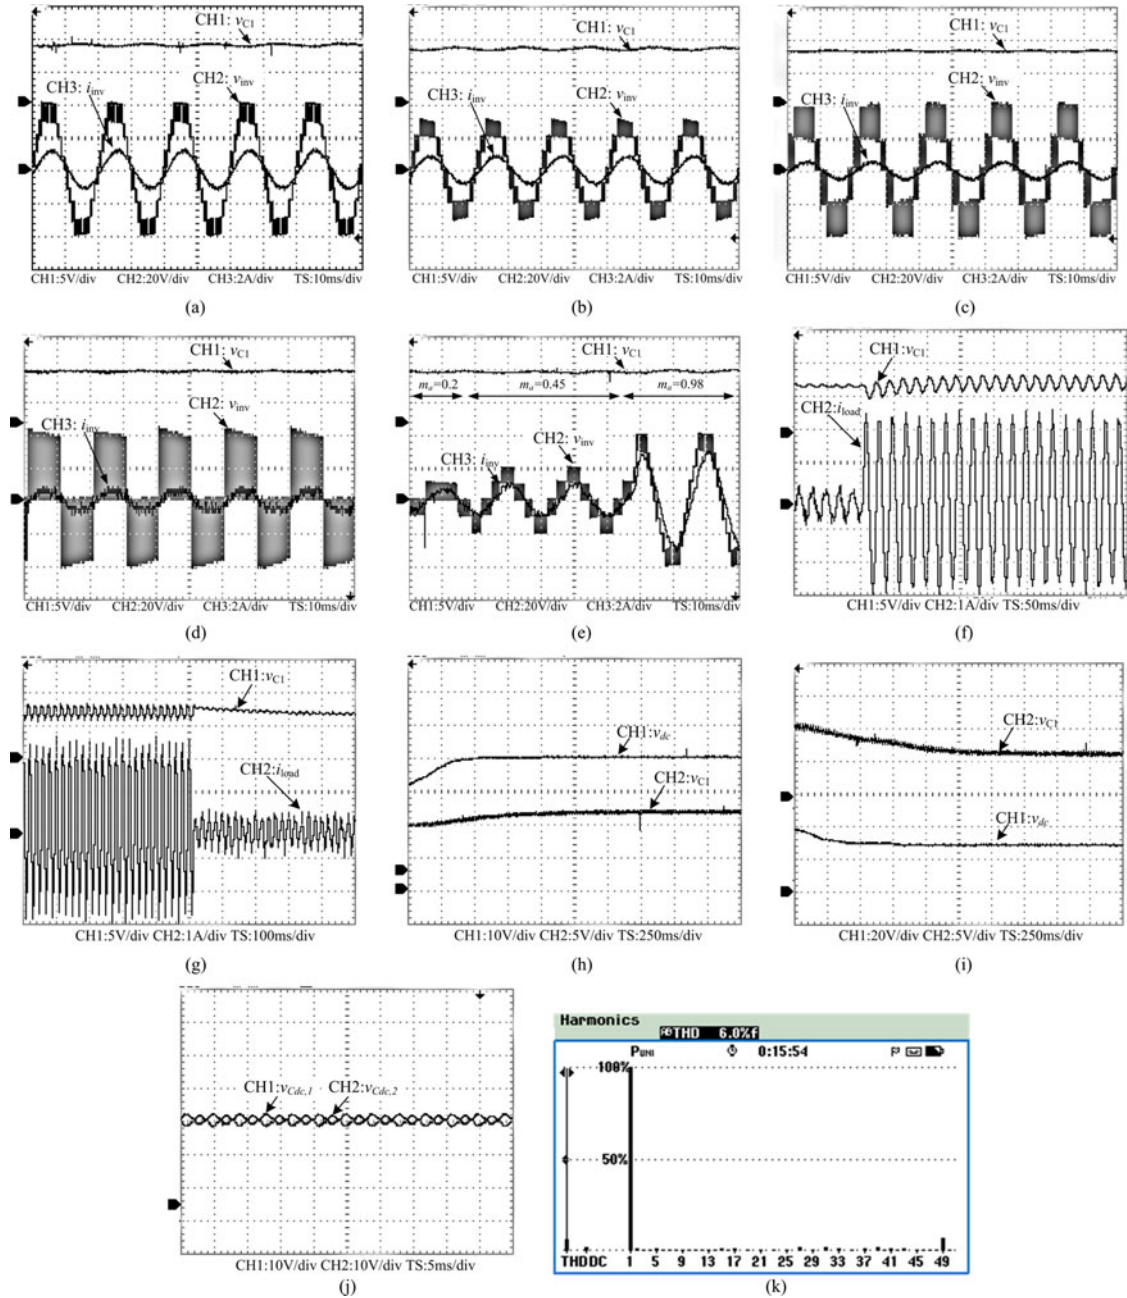 CH1: vC1 CH1: vC1 CH1: vC1
CH3: iinv CH2: vinv CH3: iinv CH2: vinv CH3: iinv CH2: vinv
CH1:5V/div CH2:20V/div CH3:2A/div TS:10ms/div CH1:5V/div CH2:20V/div CH3:2A/div TS:10ms/div CH1:5V/div CH2:20V/div CH3:2A/div TS:10ms/div
(a) (b) (c)
CH1: vC1 CH1: vC1 CH1:vC1
ma=0.2 ma=0.45 ma=0.98
CH2: vinv CH2:iload
CH3: iinv CH2: vinv
CH3: iinv
CH1:5V/div CH2:20V/div CH3:2A/div TS:10ms/div CH1:5V/div CH2:20V/div CH3:2A/div TS:10ms/div CH1:5V/div CH2:1A/div TS:50ms/div
(d) (e) (f)
CH1:vC1
CH1:vdc CH2:vC1
CH2:iload CH2:vC1
CH1:vdc
CH1:5V/div CH2:1A/div TS:100ms/div CH1:10V/div CH2:5V/div TS:250ms/div CH1:20V/div CH2:5V/div TS:250ms/div
(g) (h) (i)
Harmonics
THD 6.0%f
PUNI 0:15:54
100%
CH1:vCdc,1 CH2:vCdc,2
50%
THD DC 1 5 9 13 17 21 25 29 33 37 41 45 49
CH1:10V/div CH2:10V/div TS:5ms/div
(j) (k)